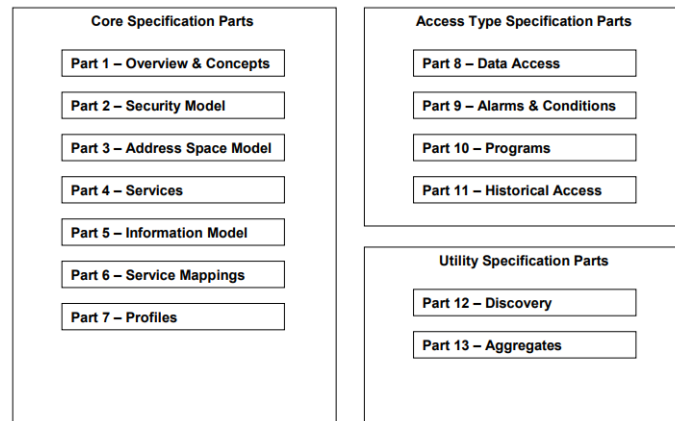 Core Specification Parts
Part 1 – Overview & Concepts
Part 2 – Security Model
Part 3 – Address Space Model
Part 4 – Services
Part 5 – Information Model
Part 6 – Service Mappings
Part 7 – Profiles
Access Type Specification Parts
Part 8 – Data Access
Part 9 – Alarms & Conditions
Part 10 – Programs
Part 11 – Historical Access
Utility Specification Parts
Part 12 – Discovery
Part 13 – Aggregates